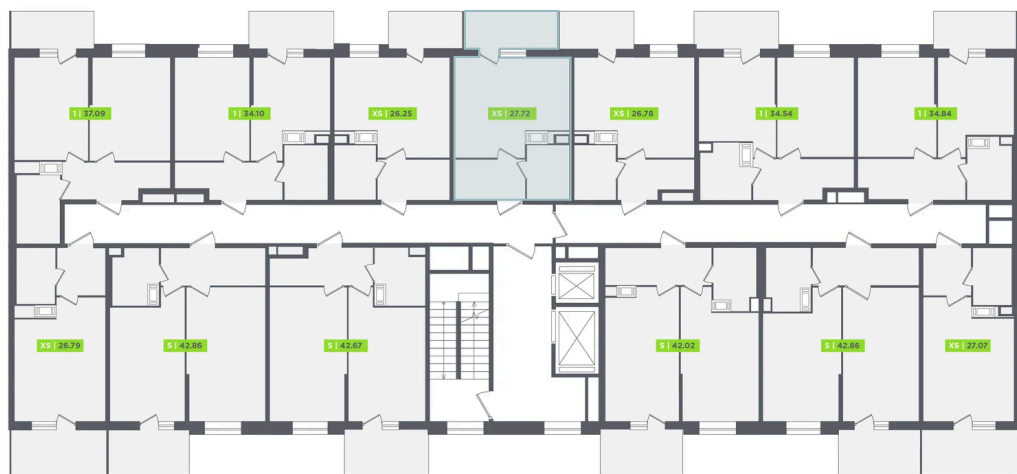 1 | 37.09
1 | 34.10
XS | 26.25
XS | 27.72
XS | 26.78
1 | 34.54
1 | 34.84
XS | 26.79
S | 42.86
S | 42.67
S | 42.02
S | 42.86
XS | 27.07